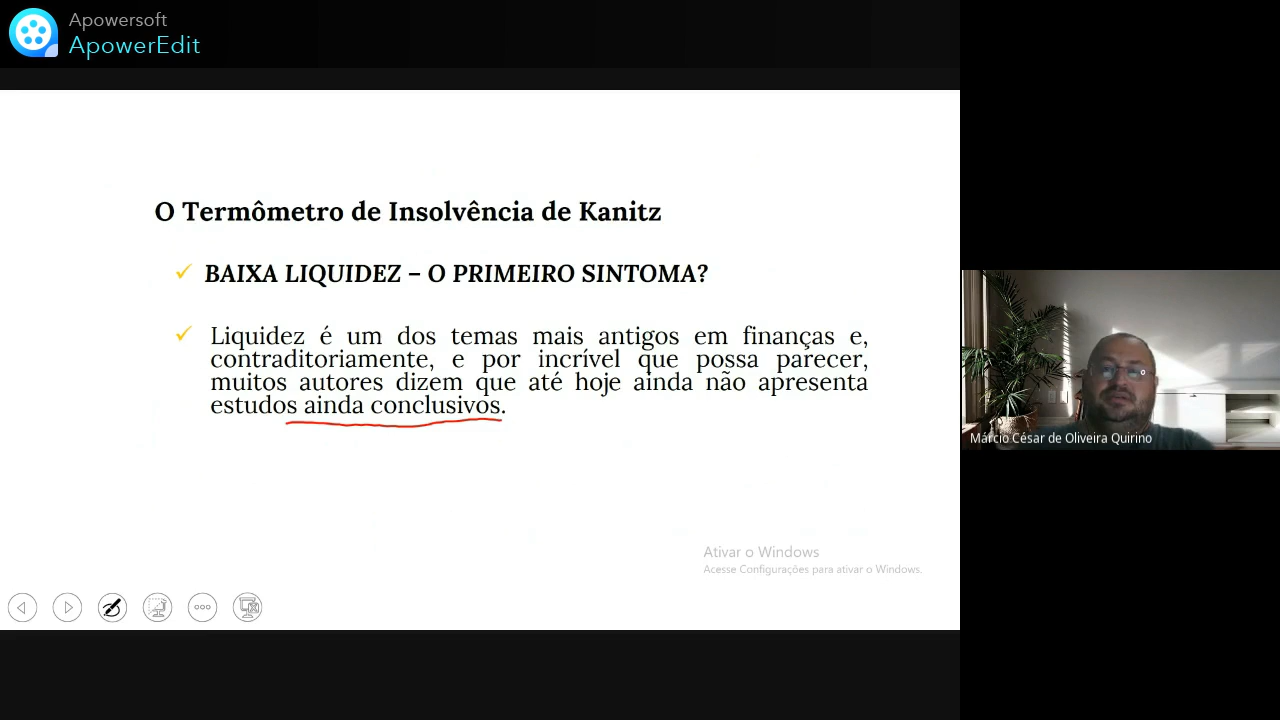 Apowersoft
ApowerEdit
O Termômetro de Insolvência de Kanitz
BAIXA LIQUIDEZ – O PRIMEIRO SINTOMA?
Liquidez é um dos temas mais antigos em finanças e,
contraditoriamente, e por incrível que possa parecer,
muitos autores dizem que até hoje ainda não apresenta
estudos ainda conclusivos.
Márcio César de Oliveira Quirino
Ativar o Windows
Acesse Configurações para ativar o Windows.